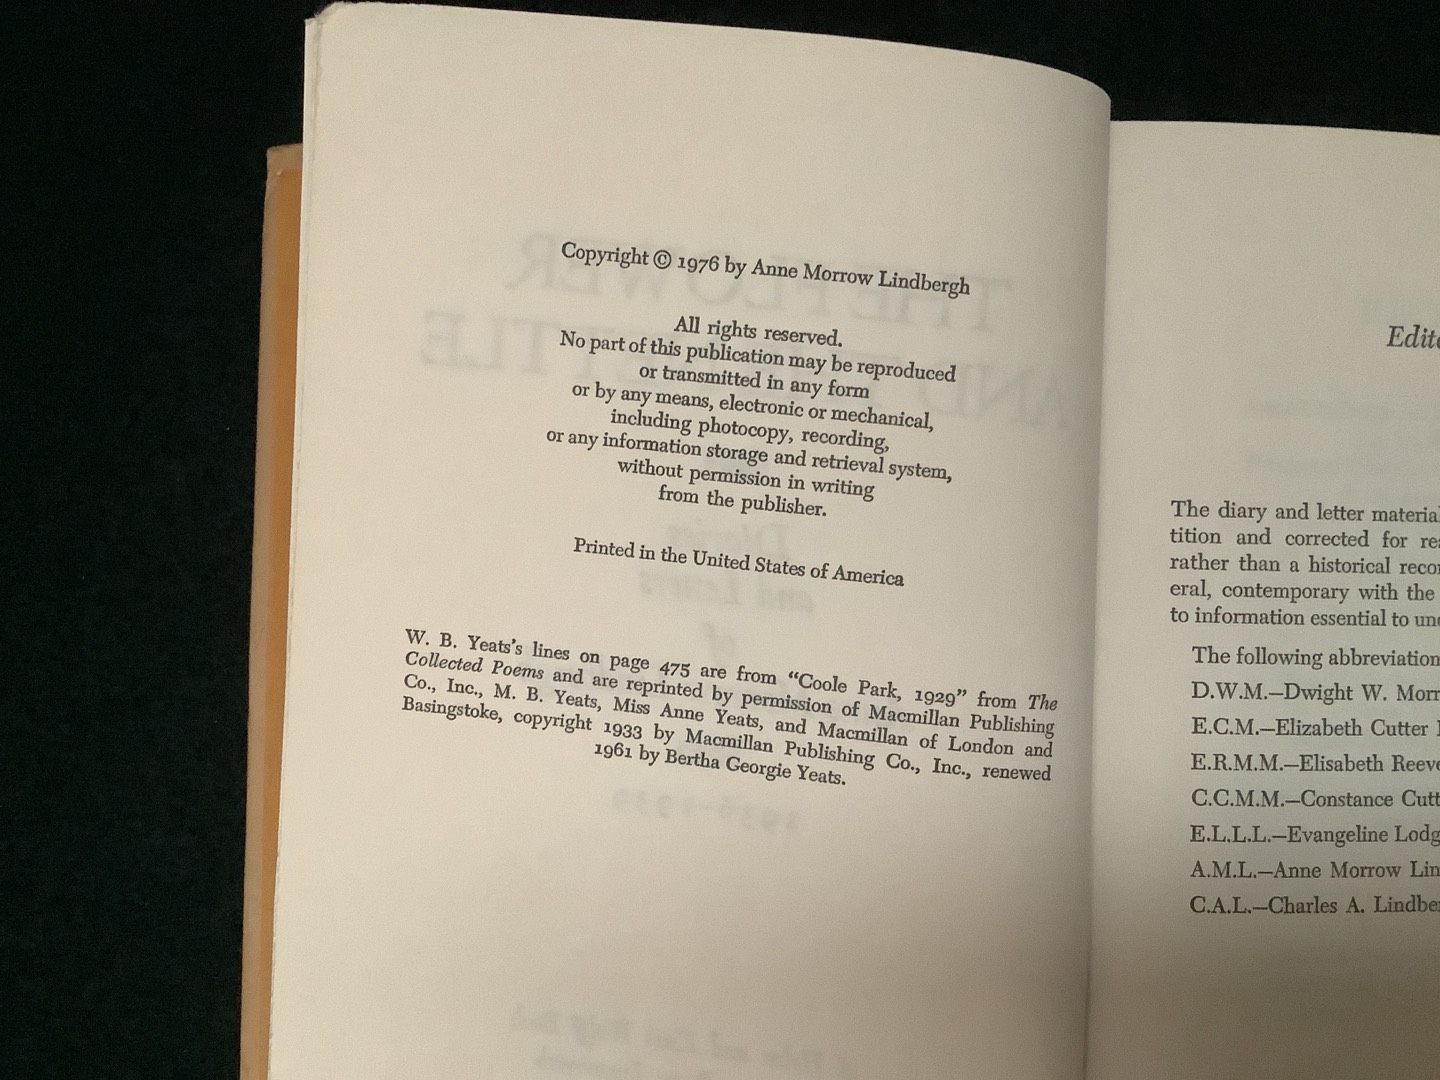 Copyright © 1976 by Anne Morrow Lindbergh
All rights reserved.
No part of this publication may be reproduced
or transmitted in any form
or by any means, electronic or mechanical,
including photocopy, recording,
or any information storage and retrieval system,
without permission in writing
from the publisher.
Printed in the United States of America
W. B. Yeats's lines on page 475 are from “Coole Park, 1929” from The
Collected Poems and are reprinted by permission of Macmillan Publishing
Co., Inc., M. B. Yeats, Miss Anne Yeats, and Macmillan of London and
Basingstoke, copyright 1933 by Macmillan Publishing Co., Inc., renewed
1961 by Bertha Georgie Yeats.
The diary and letter
tition and corrected for
rather than a historical
eral, contemporary with the
to information essential to
The following
D.W.M.—Dwight W.
E.C.M.—Elizabeth Cutter
E.R.M.M.—Elisabeth
C.C.M.M.—Constance
E.L.L.L.—Evangeline
A.M.L.—Anne Morrow
C.A.L.—Charles A.